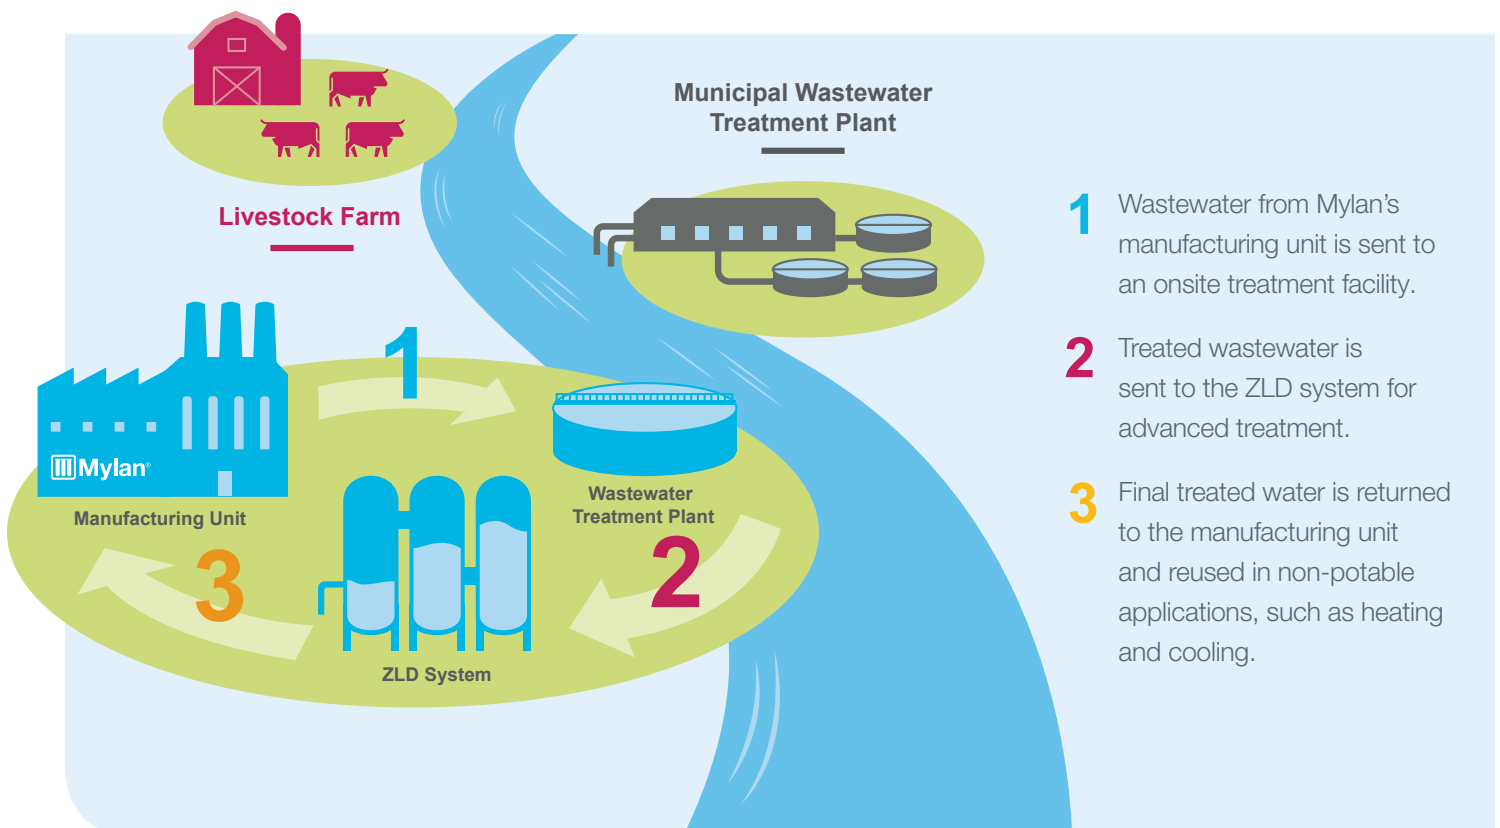 Municipal Wastewater
Treatment Plant
Livestock Farm
1
Mylan®
Manufacturing Unit
Wastewater
Treatment Plant
2
3
ZLD System
1 Wastewater from Mylan’s
manufacturing unit is sent to
an onsite treatment facility.
2 Treated wastewater is
sent to the ZLD system for
advanced treatment.
3 Final treated water is returned
to the manufacturing unit
and reused in non-potable
applications, such as heating
and cooling.